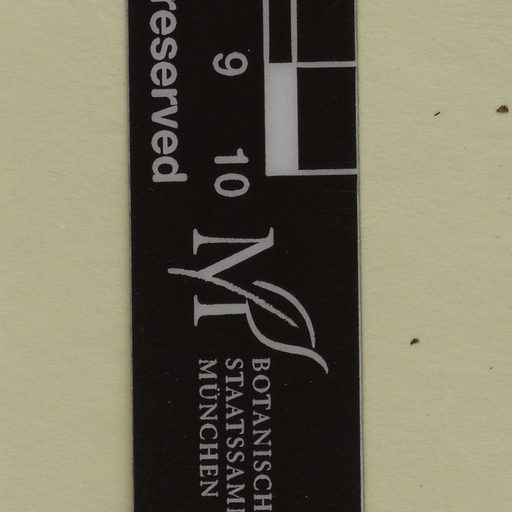 reserved
9 10
M
BOTANISCH
STAATSSAM
MÜNCHEN